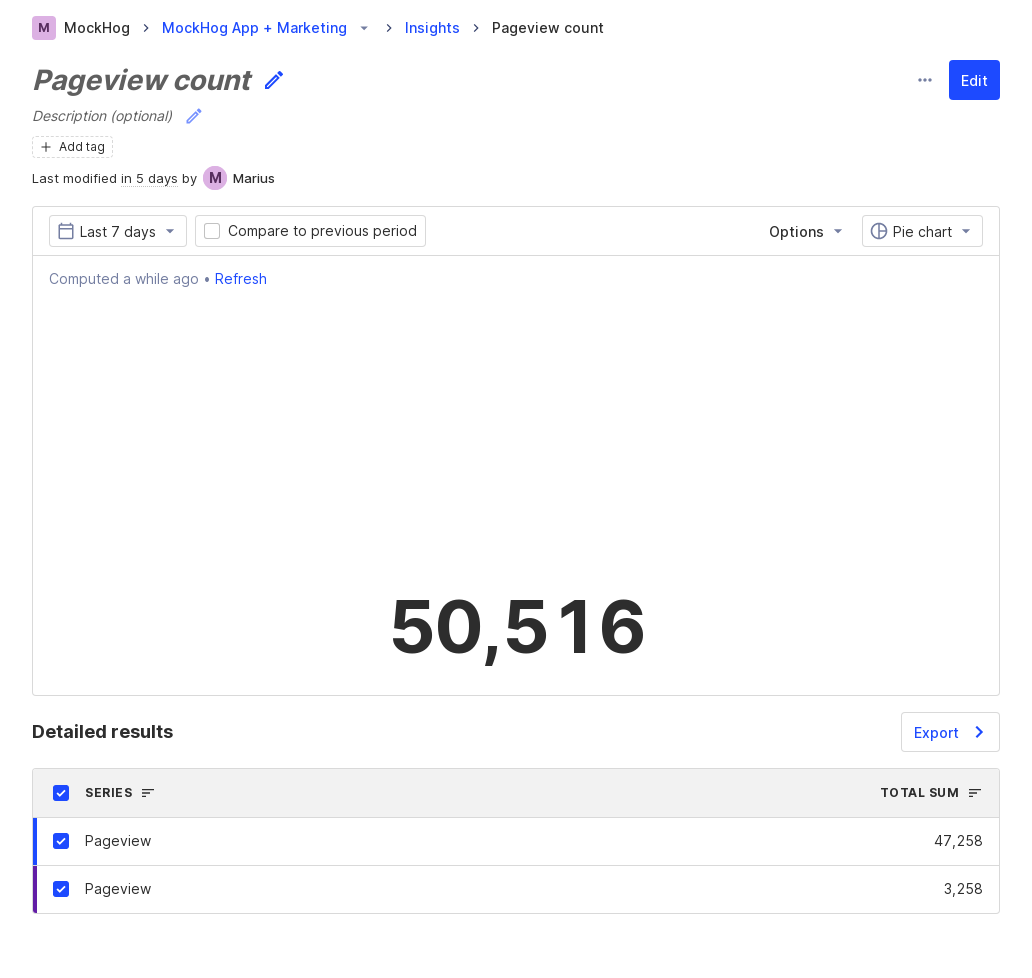 M MockHog MockHog App + Marketing Insights Pageview count
Pageview count
Edit
Description (optional)
Add tag
Last modified in 5 days by M Marius
Last 7 days Compare to previous period Options Pie chart
Computed a while ago • Refresh
50,516
Detailed results Export
SERIES TOTAL SUM
Pageview 47,258
Pageview 3,258